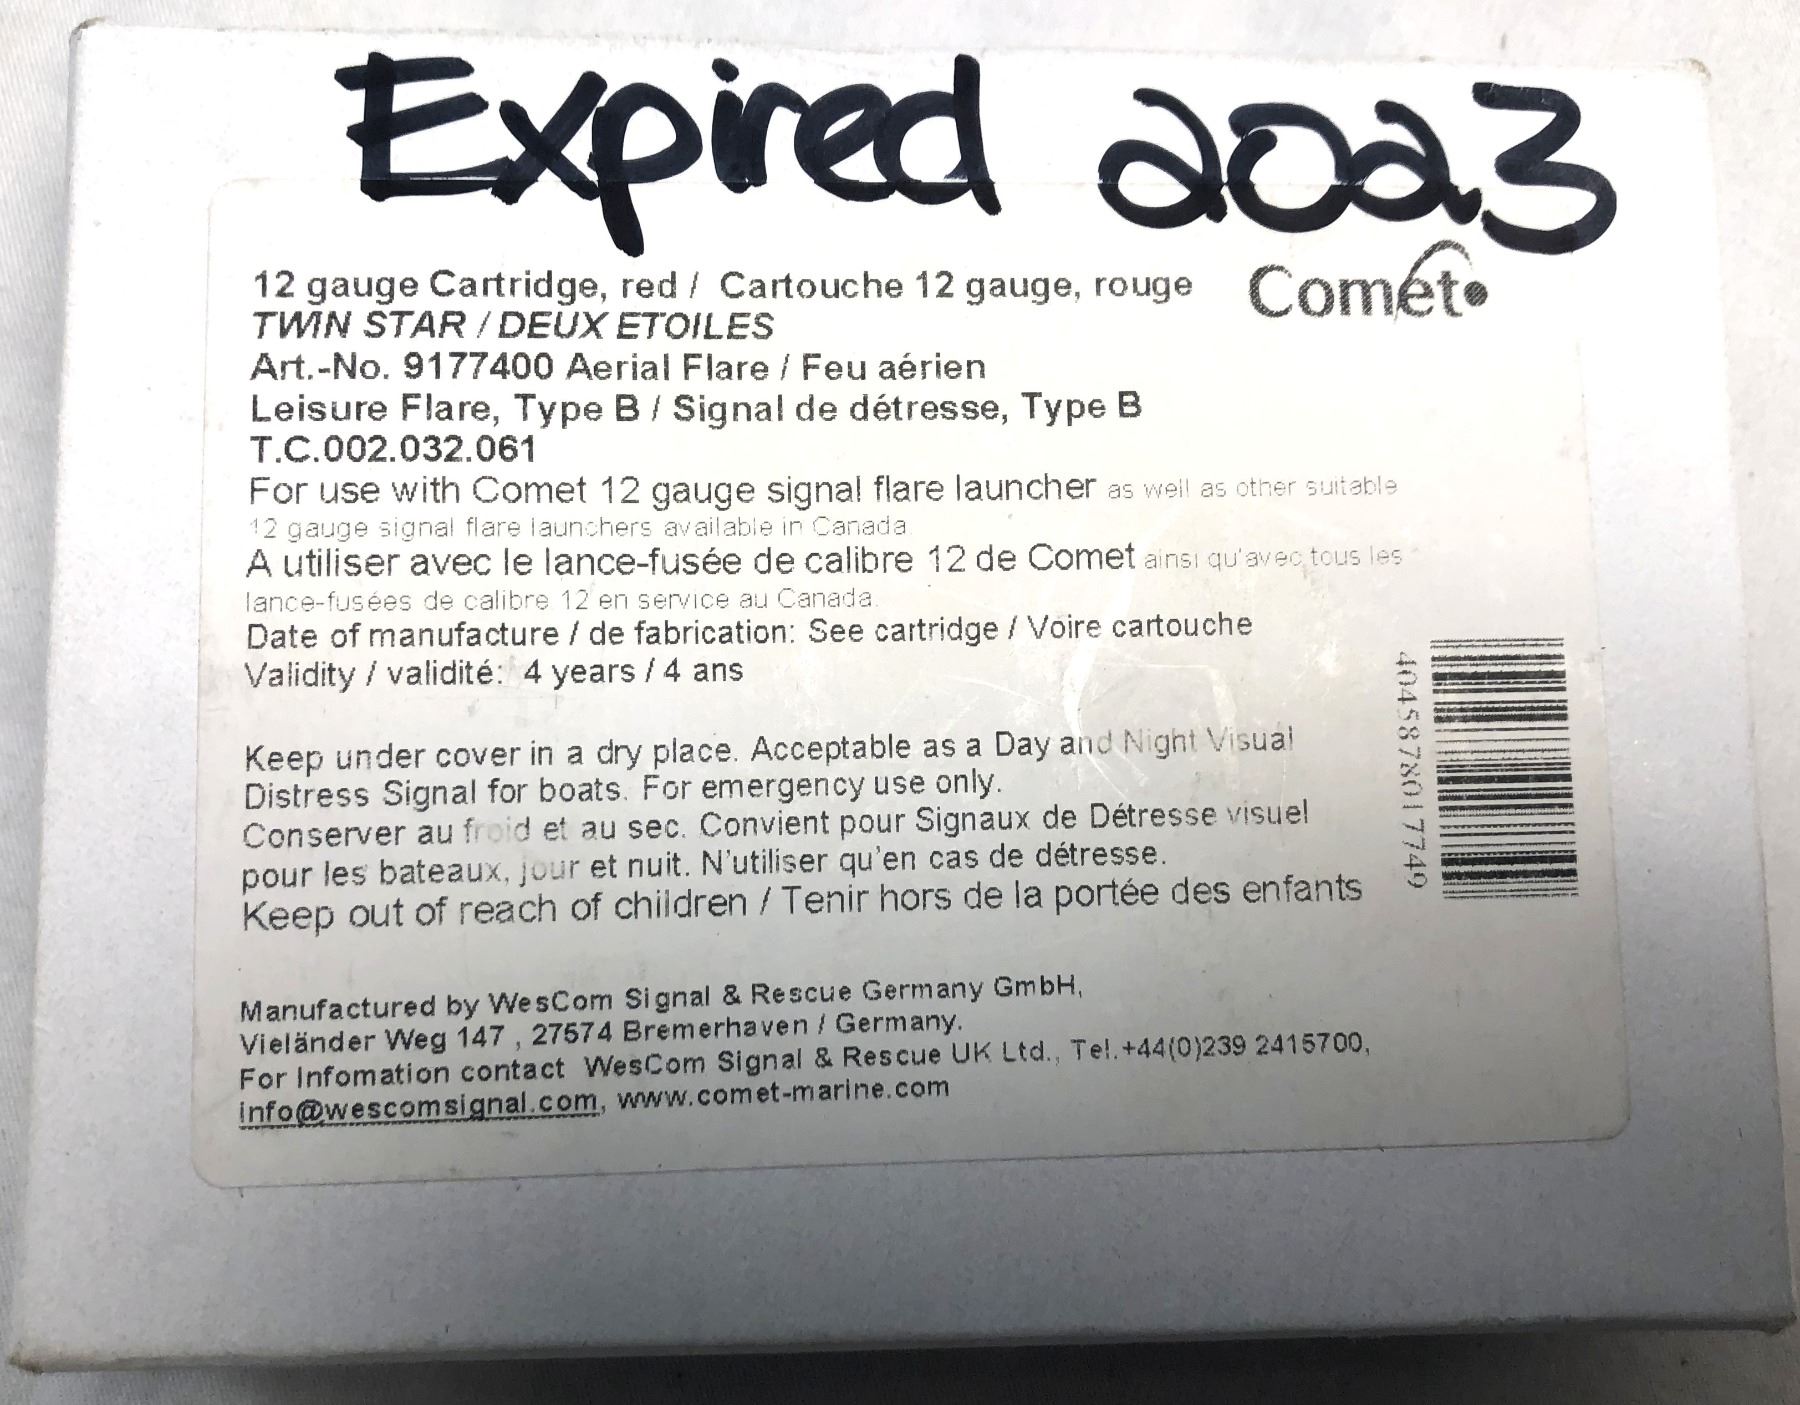 Expired 2023
12 gauge Cartridge, red / Cartouche 12 gauge, rouge
Comet
TWIN STAR / DEUX ETOILES
Art.-No. 9177400 Aerial Flare / Feu aérien
Leisure Flare, Type B / Signal de détresse, Type B
T.C.002.032.061
For use with Comet 12 gauge signal flare launcher as well as other suitable
12 gauge signal flare launchers available in Canada.
A utiliser avec le lance-fusée de calibre 12 de Comet ainsi qu'avec tous les
lance-fusées de calibre 12 en service au Canada.
Date of manufacture / de fabrication: See cartridge / Voire cartouche
Validity / validité: 4 years / 4 ans
4045878017749
Keep under cover in a dry place. Acceptable as a Day and Night Visual
Distress Signal for boats. For emergency use only.
Conserver au froid et au sec. Convient pour Signaux de Détresse visuel
pour les bateaux, jour et nuit. N'utiliser qu'en cas de détresse.
Keep out of reach of children / Tenir hors de la portée des enfants
Manufactured by WesCom Signal & Rescue Germany GmbH,
Vieländer Weg 147 , 27574 Bremerhaven / Germany.
For Infomation contact WesCom Signal & Rescue UK Ltd., Tel.+44(0)239 2415700,
info@wescomsignal.com, www.comet-marine.com